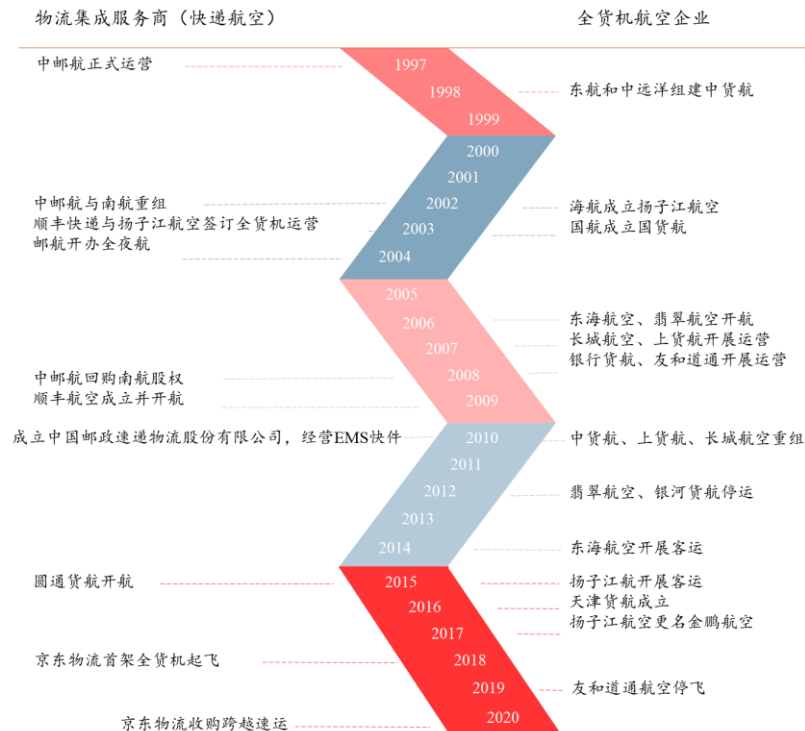 物流集成服务商（快递航空）
全货机航空企业
中邮航正式运营
1997
1998
东航和中远洋组建中货航
1999
2000
2001
中邮航与南航重组
2002
海航成立扬子江航空
顺丰快递与扬子江航空签订全货机运营
2003
国航成立国货航
邮航开办全夜航
2004
2005
2006
东海航空、翡翠航空开航
2007
长城航空、上货航开展运营
银行货航、友和道通开展运营
中邮航回购南航股权
2008
顺丰航空成立并开航
2009
成立中国邮政速递物流股份有限公司，经营EMS快件
2010
中货航、上货航、长城航空重组
2011
2012
翡翠航空、银河货航停运
2013
2014
东海航空开展客运
圆通货航开航
2015
扬子江航开展客运
2016
天津货航成立
2017
扬子江航空更名金鹏航空
京东物流首架全货机起飞
2018
2019
友和道通航空停飞
京东物流收购跨越速运
2020